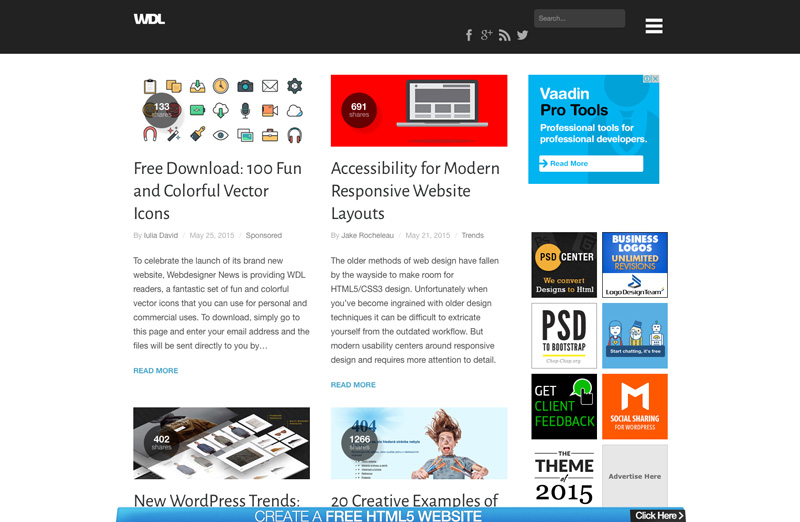 WDL
Search...
133
shares
Free Download: 100 Fun
and Colorful Vector
Icons
By Iulia David / May 25, 2015 / Sponsored
To celebrate the launch of its brand new
website, Webdesigner News is providing WDL
readers, a fantastic set of fun and colorful
vector icons that you can use for personal and
commercial uses. To download, simply go to
this page and enter your email address and the
files will be sent directly to you by…
READ MORE
691
shares
Accessibility for Modern
Responsive Website
Layouts
By Jake Rocheleau / May 21, 2015 / Trends
The older methods of web design have fallen
by the wayside to make room for
HTML5/CSS3 design. Unfortunately when
you’ve become ingrained with older design
techniques it can be difficult to extricate
yourself from the outdated workflow. But
modern usability centers around responsive
design and requires more attention to detail.
READ MORE
402
shares
New WordPress Trends:
404
1266
shares
20 Creative Examples of
Vaadin
Pro Tools
Professional tools for
professional developers.
Read More
PSD CENTER
We convert
Designs to Html
BUSINESS
LOGOS
UNLIMITED
REVISIONS
LogoDesignTeam
PSD
TO BOOTSTRAP
Chop-Chop.org
Start chatting, it's free
GET
CLIENT
FEEDBACK
SOCIAL SHARING
FOR WORDPRESS
THE
THEME
of
2015
Advertise Here
CREATE A FREE HTML5 WEBSITE
Click Here